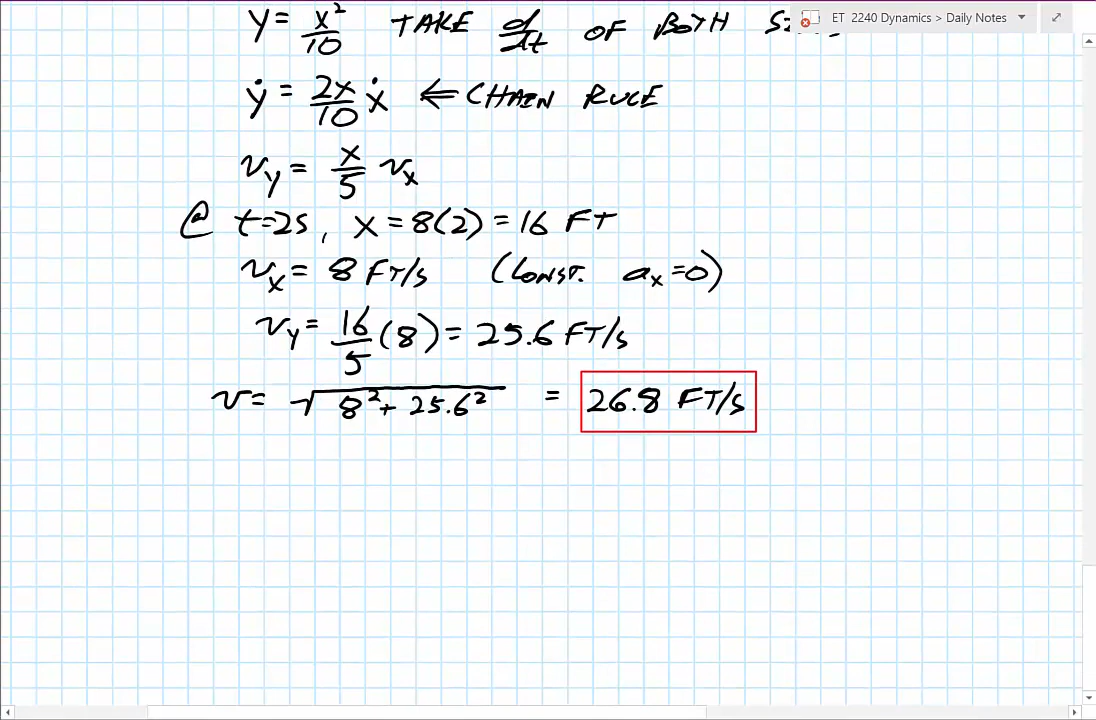 ET 2240 Dynamics > Daily Notes
y = x²/10 TAKE d/dt OF BOTH
ẏ = 2x/10 ẋ ← CHAIN RULE
v_y = x/5 v_x
@ t=2s, x = 8(2) = 16 FT
v_x = 8 FT/s (CONST. a_x = 0)
v_y = 16/5 (8) = 25.6 FT/s
v = √(8² + 25.6²) = 26.8 FT/s